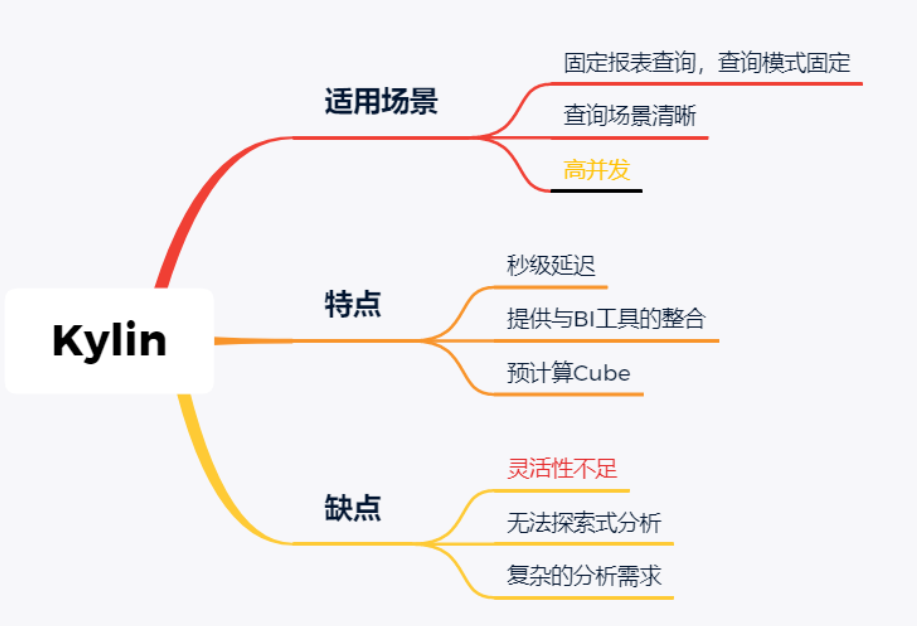 Kylin
适用场景
固定报表查询，查询模式固定
查询场景清晰
高并发
特点
秒级延迟
提供与BI工具的整合
预计算Cube
缺点
灵活性不足
无法探索式分析
复杂的分析需求